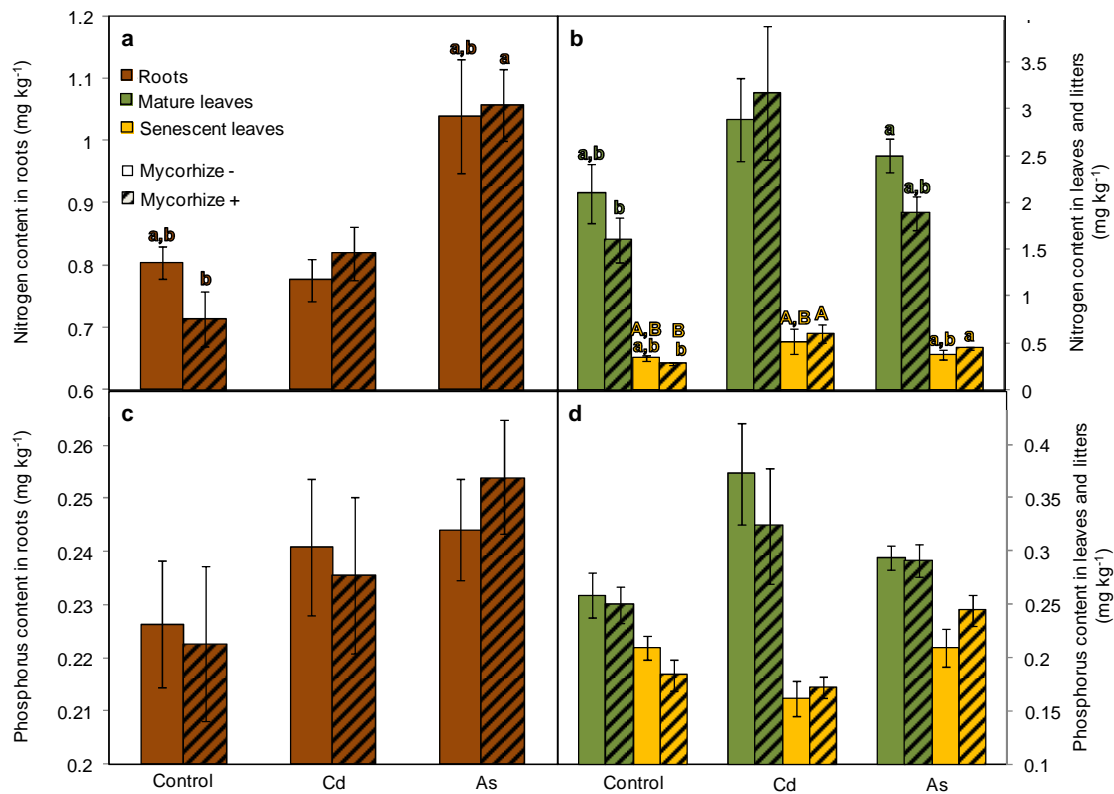 1.2
1.1
1
0.9
0.8
0.7
0.6
Nitrogen content in roots (mg kg-1)
a
Roots
Mature leaves
Senescent leaves
Mycorhize -
Mycorhize +
a,b
b
a,b
a
b
a,b
b
A,B
a,b
B
b
A,B
A
a
a,b
a,b
a
3.5
3
2.5
2
1.5
1
0.5
0
Nitrogen content in leaves and litters
(mg kg-1)
c
0.26
0.25
0.24
0.23
0.22
0.21
0.2
Phosphorus content in roots (mg kg-1)
d
0.4
0.35
0.3
0.25
0.2
0.15
0.1
Phosphorus content in leaves and litters
(mg kg-1)
Control
Cd
As
Control
Cd
As